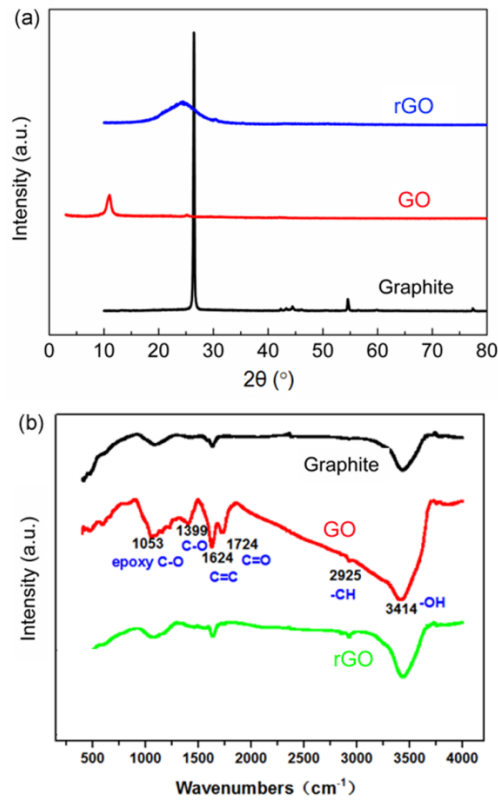 (a)
rGO
GO
Graphite
Intensity (a.u.)
0 10 20 30 40 50 60 70 80
2θ (°)
(b)
Graphite
GO
1053
epoxy C-O
1399
C-O
1624
C=C
1724
C=O
2925
-CH
3414 -OH
rGO
Intensity (a.u.)
500 1000 1500 2000 2500 3000 3500 4000
Wavenumbers (cm⁻¹)